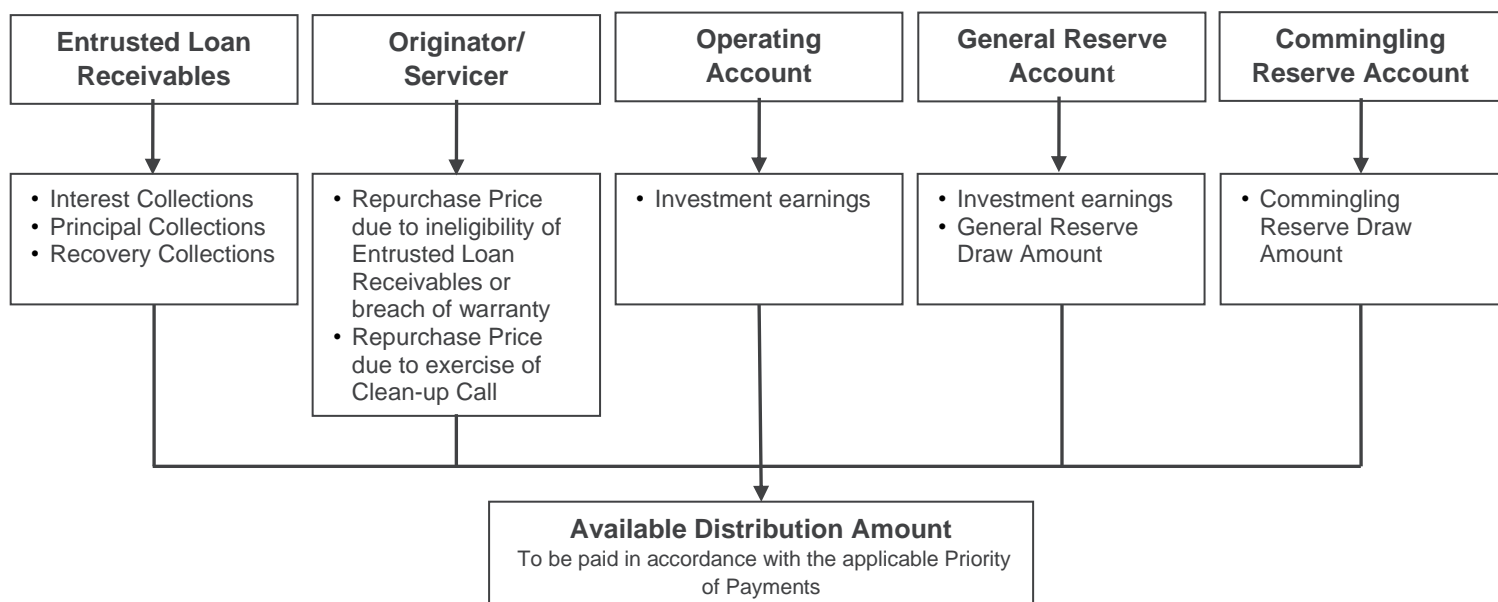 Entrusted Loan
Receivables
Originator/
Servicer
Operating
Account
General Reserve
Account
Commingling
Reserve Account
• Interest Collections
• Principal Collections
• Recovery Collections
• Repurchase Price
due to ineligibility of
Entrusted Loan
Receivables or
breach of warranty
• Repurchase Price
due to exercise of
Clean-up Call
• Investment earnings
• Investment earnings
• General Reserve
Draw Amount
• Commingling
Reserve Draw
Amount
Available Distribution Amount
To be paid in accordance with the applicable Priority
of Payments